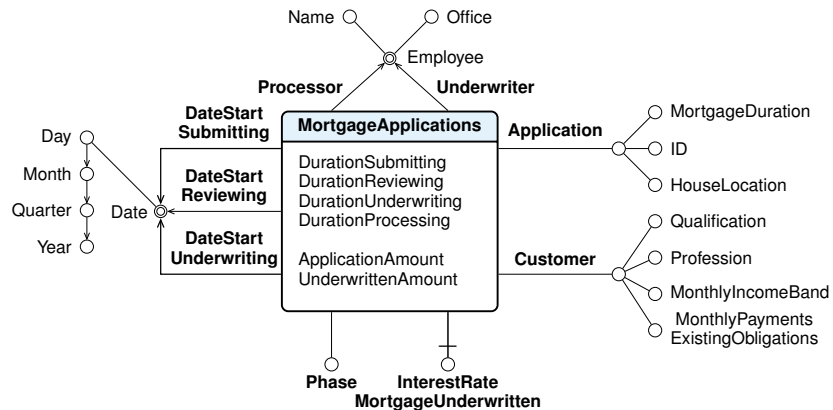 Name
Office
Employee
Processor
Underwriter
DateStart
Submitting
MortgageApplications
Application
MortgageDuration
Day
DurationSubmitting
DurationReviewing
DurationUnderwriting
DurationProcessing
ID
Month
DateStart
Reviewing
HouseLocation
Quarter
Date
Qualification
Year
DateStart
Underwriting
ApplicationAmount
UnderwrittenAmount
Customer
Profession
MonthlyIncomeBand
MonthlyPayments
ExistingObligations
Phase
InterestRate
MortgageUnderwritten